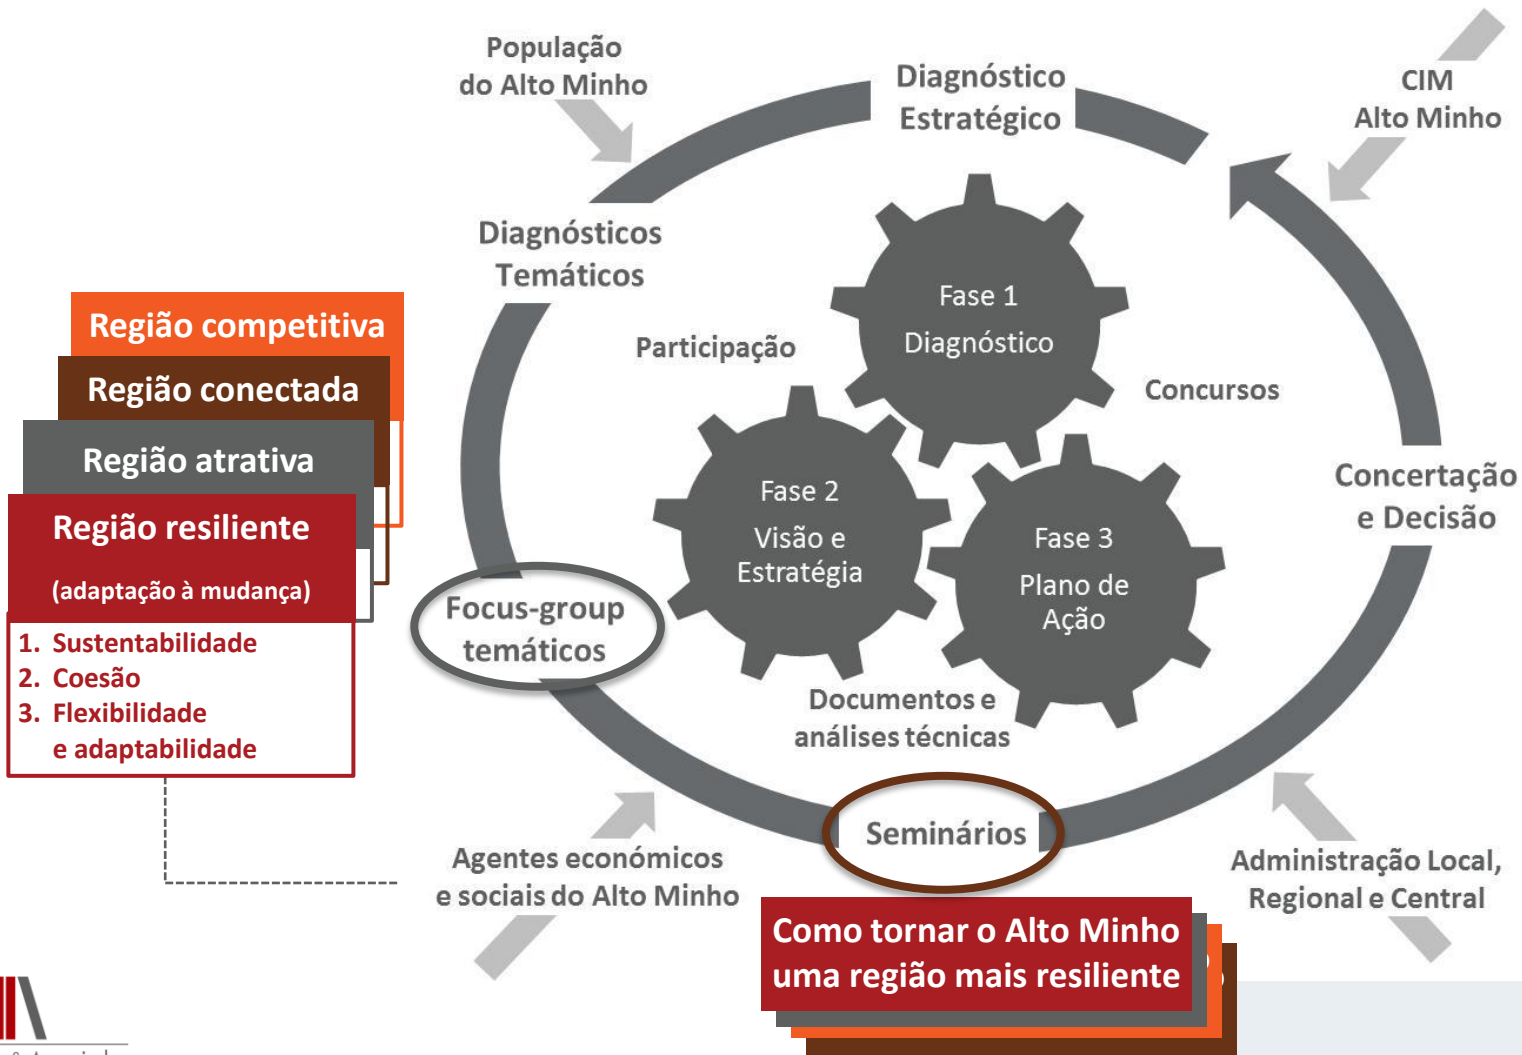 População
do Alto Minho
Diagnóstico
Estratégico
CIM
Alto Minho
Diagnósticos
Temáticos
Fase 1
Diagnóstico
Participação
Concursos
Região competitiva
Região conectada
Região atrativa
Região resiliente
(adaptação à mudança)
1. Sustentabilidade
2. Coesão
3. Flexibilidade
e adaptabilidade
Fase 2
Visão e
Estratégia
Fase 3
Plano de
Ação
Concertação
e Decisão
Focus-group
temáticos
Documentos e
análises técnicas
Seminários
Agentes económicos
e sociais do Alto Minho
Administração Local,
Regional e Central
Como tornar o Alto Minho
uma região mais resiliente